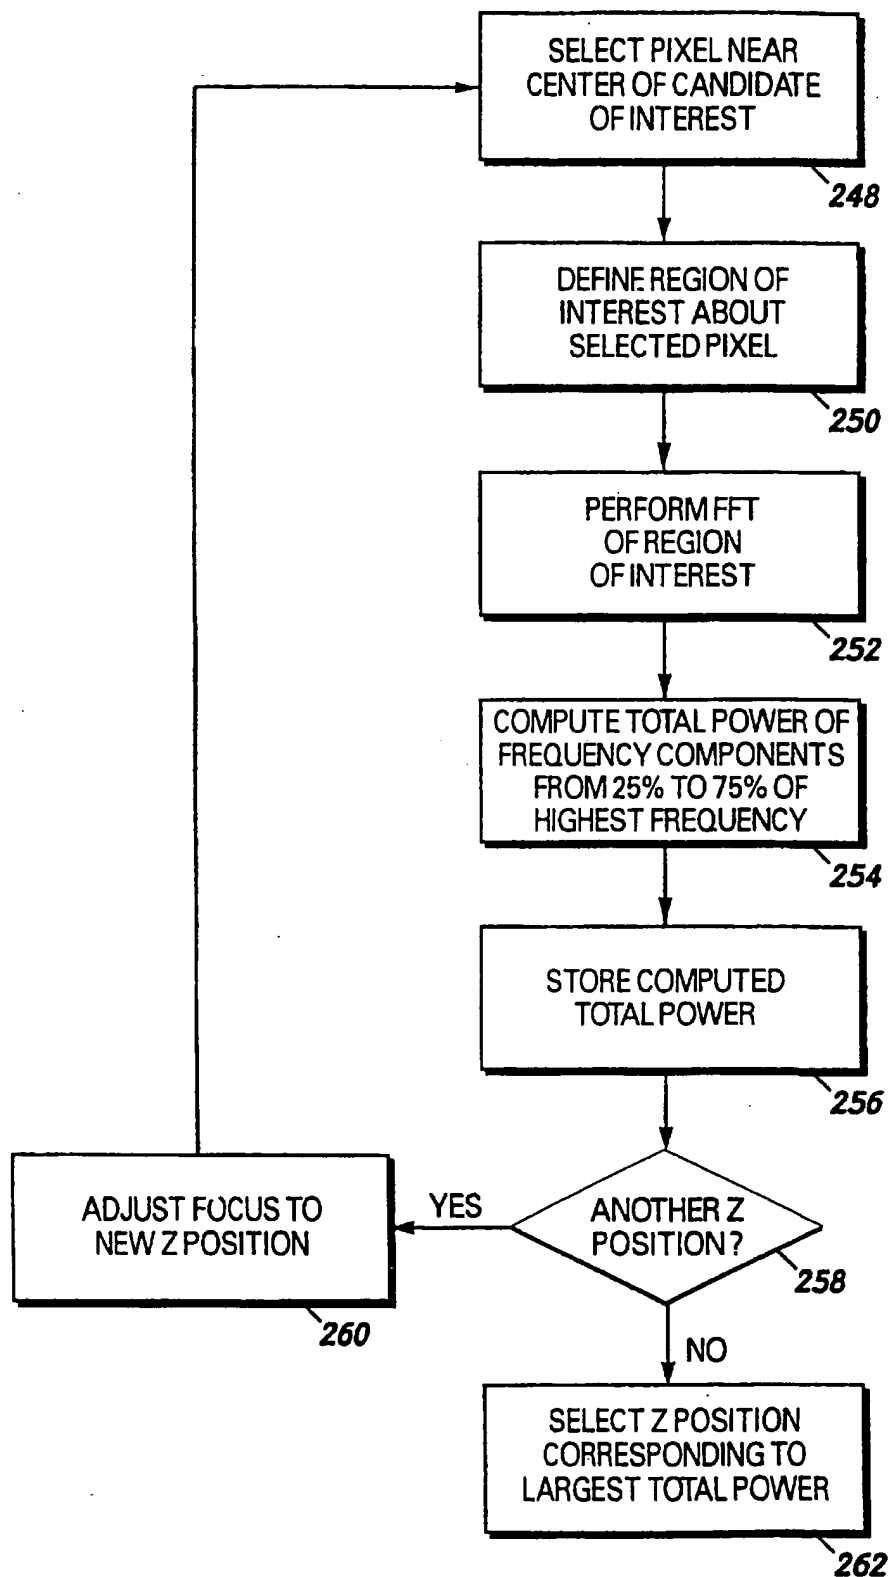 SELECT PIXEL NEAR
CENTER OF CANDIDATE
OF INTEREST
248
DEFINE REGION OF
INTEREST ABOUT
SELECTED PIXEL
250
PERFORM FFT
OF REGION
OF INTEREST
252
COMPUTE TOTAL POWER OF
FREQUENCY COMPONENTS
FROM 25% TO 75% OF
HIGHEST FREQUENCY
254
STORE COMPUTED
TOTAL POWER
256
ANOTHER Z
POSITION?
258
YES
ADJUST FOCUS TO
NEW Z POSITION
260
NO
SELECT Z POSITION
CORRESPONDING TO
LARGEST TOTAL POWER
262